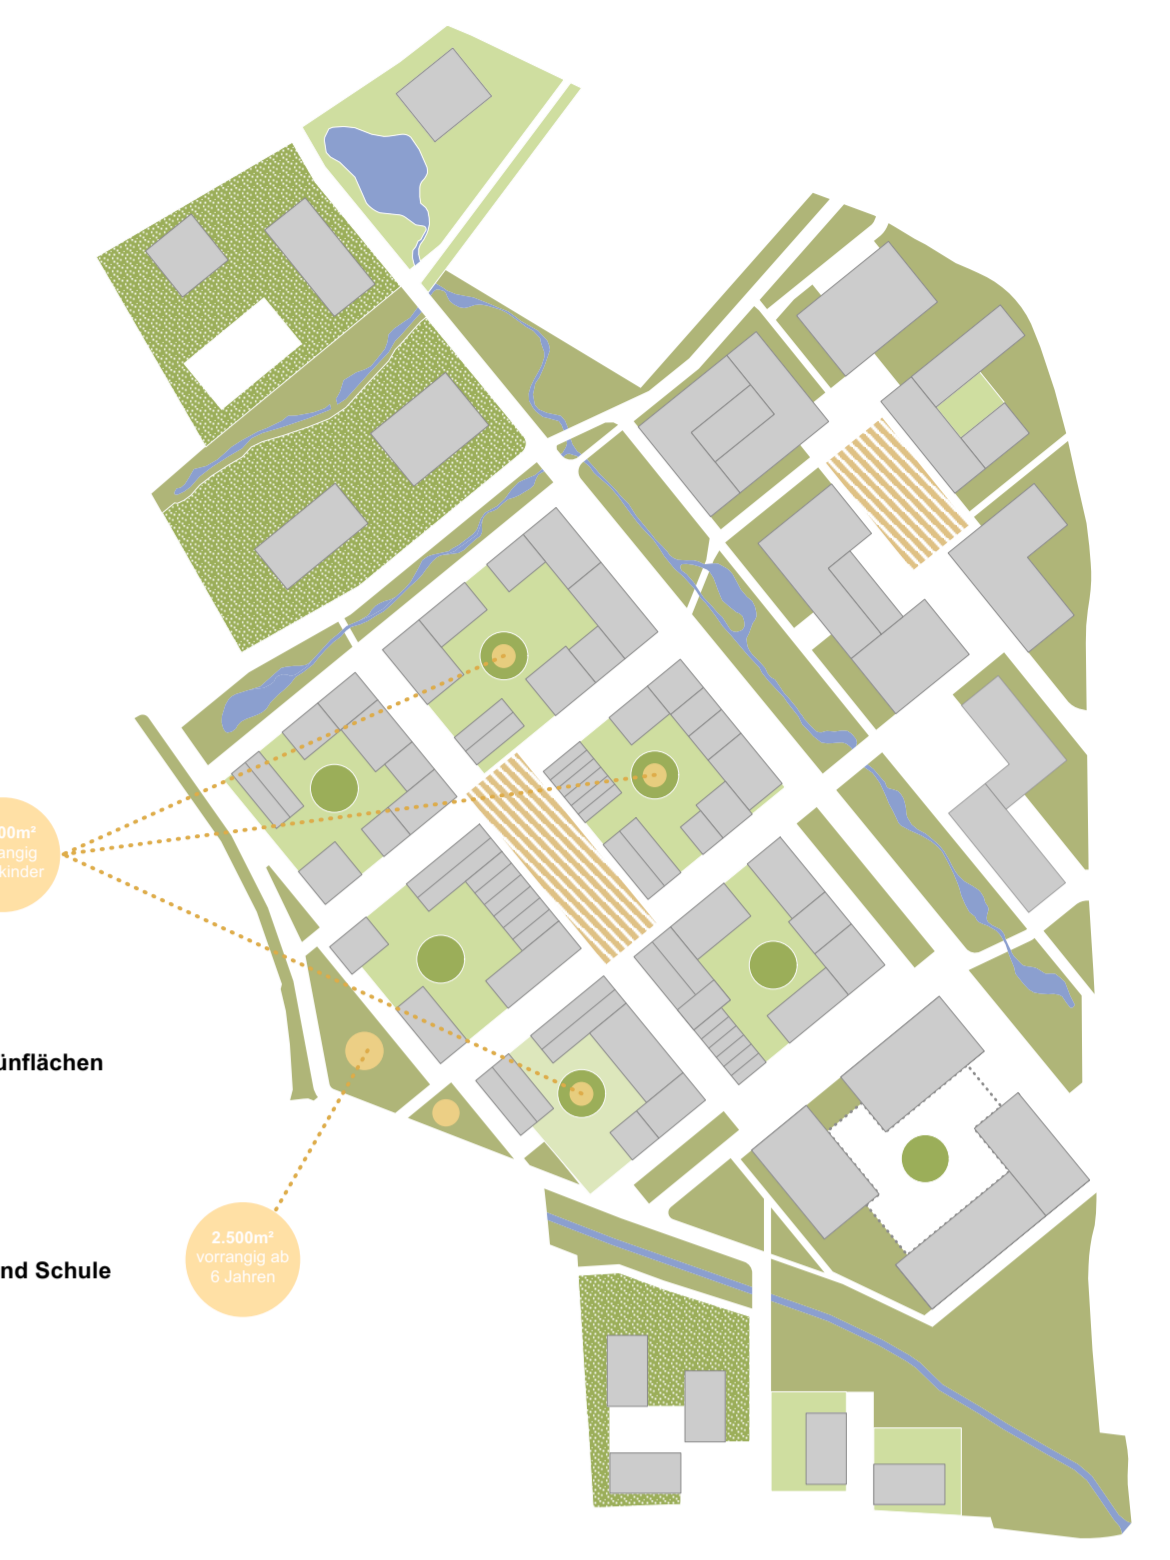 00m²
angig
kinder
ünflächen
2.500m²
vorrangig ab
6 Jahren
nd Schule